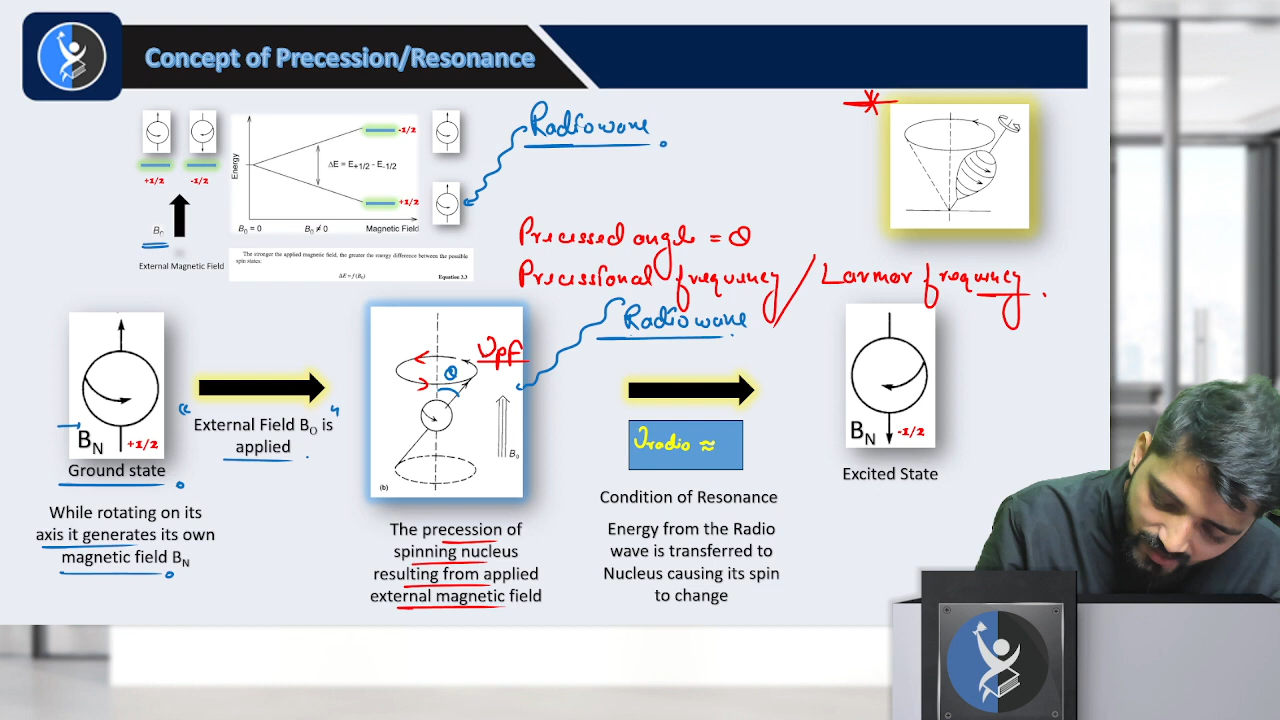 Concept of Precession/Resonance
Radiowave
-1/2
ΔE = E+1/2 - E-1/2
Energy
+1/2
-1/2
+1/2
B₀ = 0
B₀ ≠ 0
Magnetic Field
B₀
External Magnetic Field
The stronger the applied magnetic field, the greater the energy difference between the possible
spin states:
ΔE = f(B₀)
Equation 3.3
Precessed angle = θ
Precessional frequency / Larmor frequency.
Radiowave
νpf
θ
B₀
(b)
BN
+1/2
Ground state
" External Field BO is "
applied
νradio ≈
BN
-1/2
Excited State
While rotating on its
axis it generates its own
magnetic field BN
The precession of
spinning nucleus
resulting from applied
external magnetic field
Condition of Resonance
Energy from the Radio
wave is transferred to
Nucleus causing its spin
to change